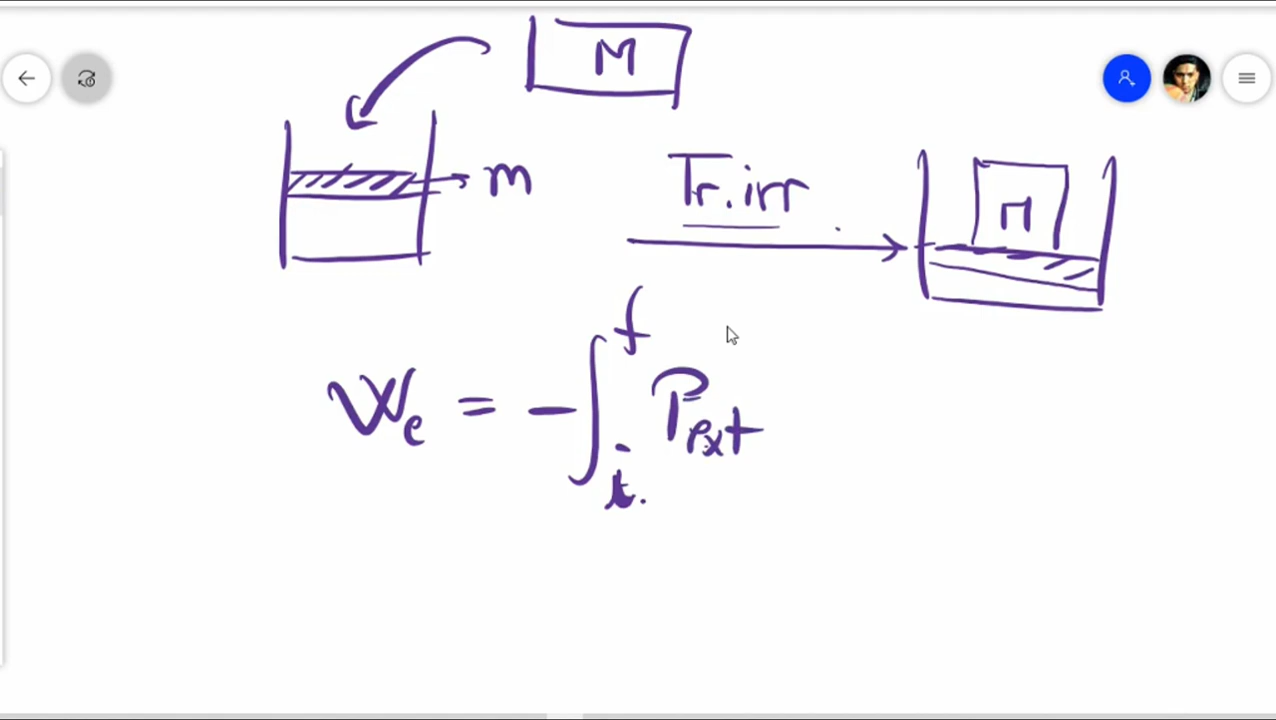 M
m
Tr.irr
M
We = -∫ᵢᶠ Pext